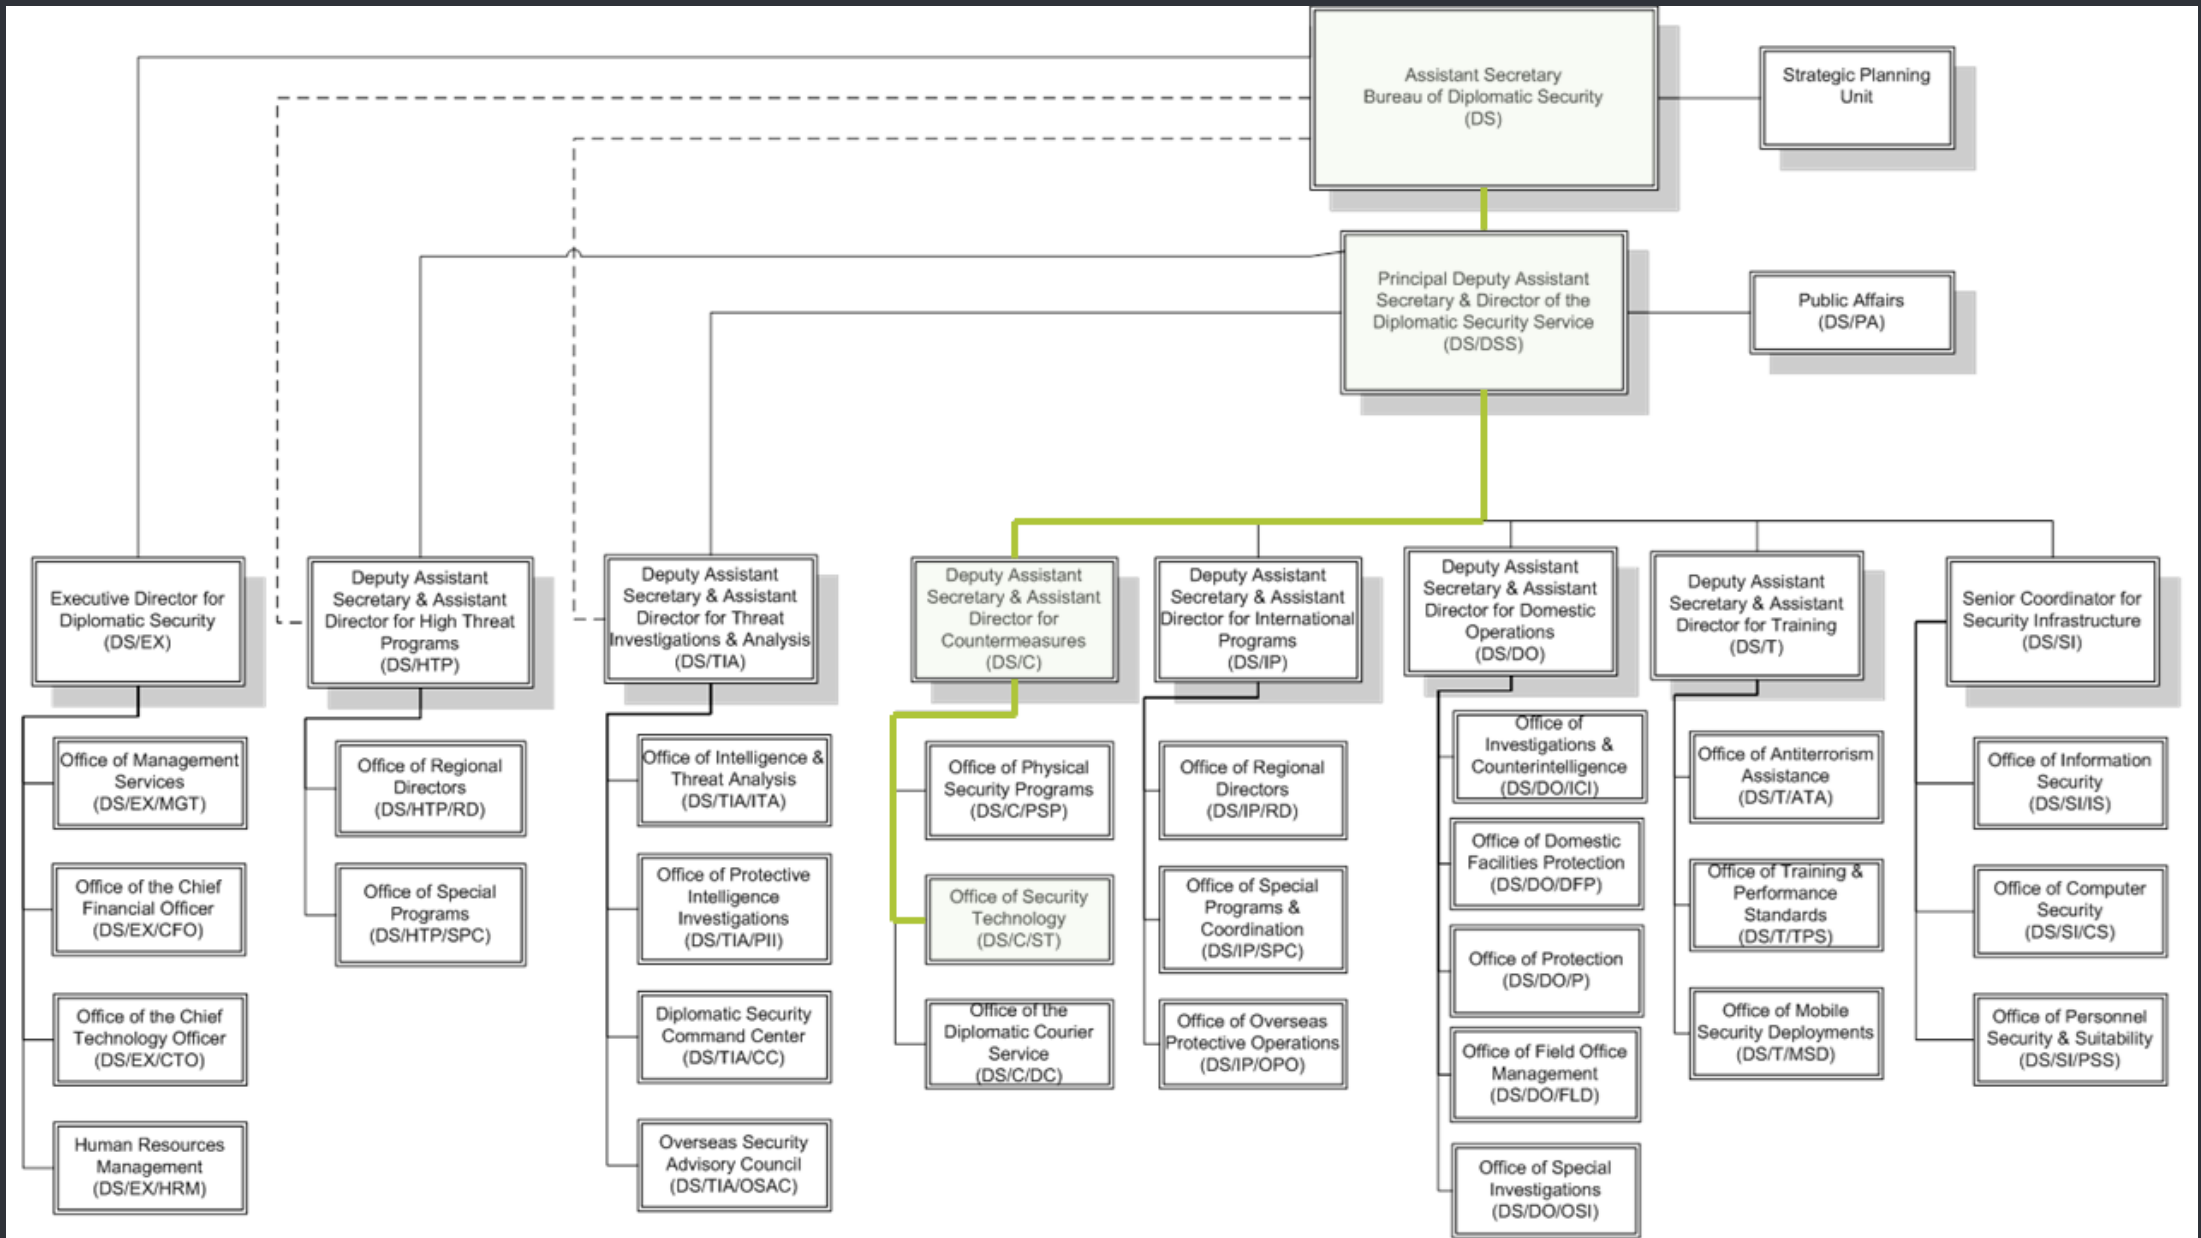 Assistant Secretary
Bureau of Diplomatic Security
(DS)
Strategic Planning
Unit
Principal Deputy Assistant
Secretary & Director of the
Diplomatic Security Service
(DS/DSS)
Public Affairs
(DS/PA)
Executive Director for
Diplomatic Security
(DS/EX)
Office of Management
Services
(DS/EX/MGT)
Office of the Chief
Financial Officer
(DS/EX/CFO)
Office of the Chief
Technology Officer
(DS/EX/CTO)
Human Resources
Management
(DS/EX/HRM)
Deputy Assistant
Secretary & Assistant
Director for High Threat
Programs
(DS/HTP)
Office of Regional
Directors
(DS/HTP/RD)
Office of Special
Programs
(DS/HTP/SPC)
Deputy Assistant
Secretary & Assistant
Director for Threat
Investigations & Analysis
(DS/TIA)
Office of Intelligence &
Threat Analysis
(DS/TIA/ITA)
Office of Protective
Intelligence
Investigations
(DS/TIA/PII)
Diplomatic Security
Command Center
(DS/TIA/CC)
Overseas Security
Advisory Council
(DS/TIA/OSAC)
Deputy Assistant
Secretary & Assistant
Director for
Countermeasures
(DS/C)
Office of Physical
Security Programs
(DS/C/PSP)
Office of Security
Technology
(DS/C/ST)
Office of the
Diplomatic Courier
Service
(DS/C/DC)
Deputy Assistant
Secretary & Assistant
Director for International
Programs
(DS/IP)
Office of Regional
Directors
(DS/IP/RD)
Office of Special
Programs &
Coordination
(DS/IP/SPC)
Office of Overseas
Protective Operations
(DS/IP/OPO)
Deputy Assistant
Secretary & Assistant
Director for Domestic
Operations
(DS/DO)
Office of
Investigations &
Counterintelligence
(DS/DO/ICI)
Office of Domestic
Facilities Protection
(DS/DO/DFP)
Office of Protection
(DS/DO/P)
Office of Field Office
Management
(DS/DO/FLD)
Office of Special
Investigations
(DS/DO/OSI)
Deputy Assistant
Secretary & Assistant
Director for Training
(DS/T)
Office of Antiterrorism
Assistance
(DS/T/ATA)
Office of Training &
Performance
Standards
(DS/T/TPS)
Office of Mobile
Security Deployments
(DS/T/MSD)
Senior Coordinator for
Security Infrastructure
(DS/SI)
Office of Information
Security
(DS/SI/IS)
Office of Computer
Security
(DS/SI/CS)
Office of Personnel
Security & Suitability
(DS/SI/PSS)